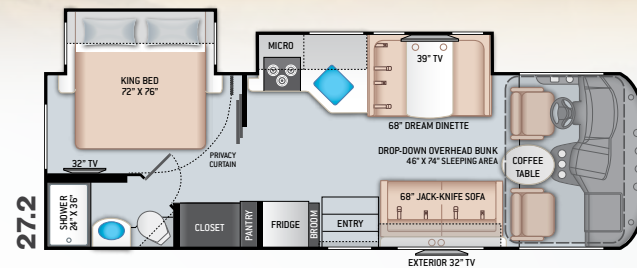 MICRO
39" TV
KING BED
72" X 76"
68" DREAM DINETTE
DROP-DOWN OVERHEAD BUNK
46" X 74" SLEEPING AREA
PRIVACY
CURTAIN
32" TV
COFFEE
TABLE
27.2
SHOWER
24" X 36"
68" JACK-KNIFE SOFA
CLOSET
PANTRY
FRIDGE
BROOM
ENTRY
EXTERIOR 32" TV